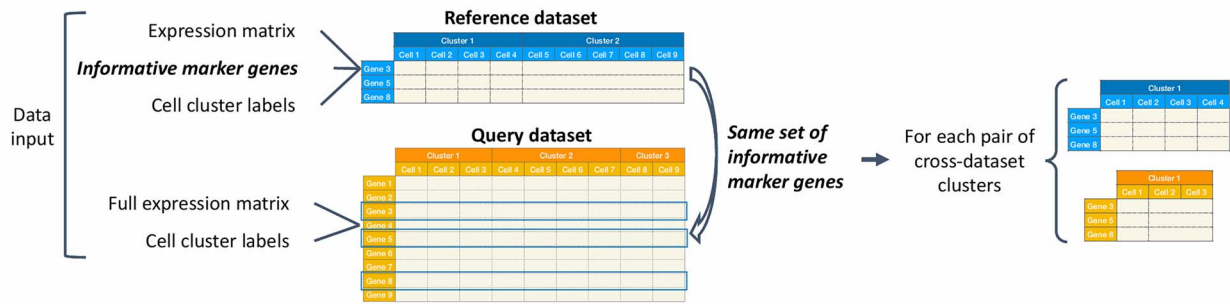 Data
input
Expression matrix
Informative marker genes
Cell cluster labels
Full expression matrix
Cell cluster labels
Reference dataset
Cluster 1 Cluster 2
Cell 1 Cell 2 Cell 3 Cell 4 Cell 5 Cell 6 Cell 7 Cell 8 Cell 9
Gene 3
Gene 5
Gene 8
Query dataset
Cluster 1 Cluster 2 Cluster 3
Cell 1 Cell 2 Cell 3 Cell 4 Cell 5 Cell 6 Cell 7 Cell 8 Cell 9
Gene 1
Gene 2
Gene 3
Gene 4
Gene 5
Gene 6
Gene 7
Gene 8
Gene 9
Same set of
informative
marker genes
For each pair of
cross-dataset
clusters
Cluster 1
Cell 1 Cell 2 Cell 3 Cell 4
Gene 3
Gene 5
Gene 8
Cluster 1
Cell 1 Cell 2 Cell 3
Gene 3
Gene 5
Gene 8